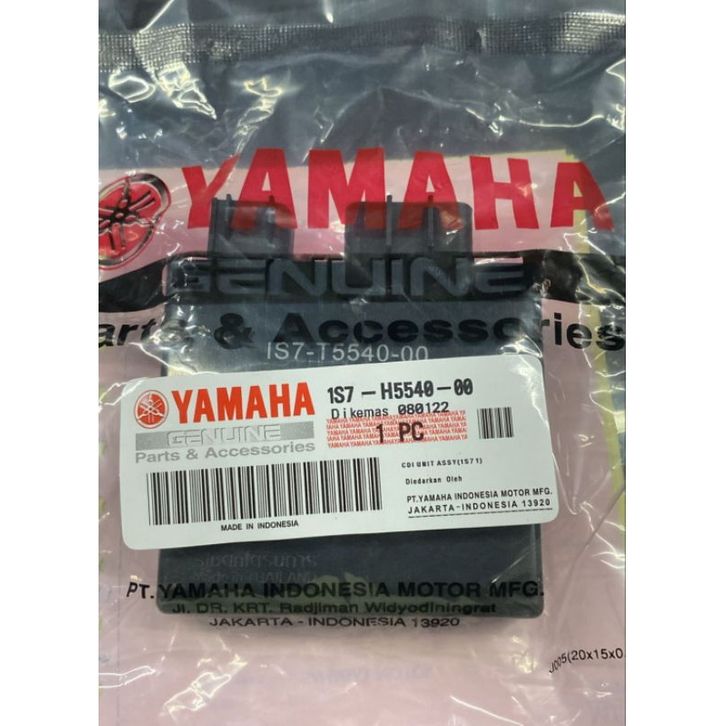 YAMAHA
GENUINE
Parts & Accessories
1S7-T5540-00
YAMAHA
GENUINE
Parts & Accessories
1S7-H5540-00
Dikemas 080122
1 PC
CDI UNIT ASSY(1S71)
Diedarkan Oleh
PT.YAMAHA INDONESIA MOTOR MFG.
JAKARTA-INDONESIA 13920
MADE IN INDONESIA
PT. YAMAHA INDONESIA MOTOR MFG.
Jl. DR. KRT. Radjiman Widyodiningrat
JAKARTA - INDONESIA 13920